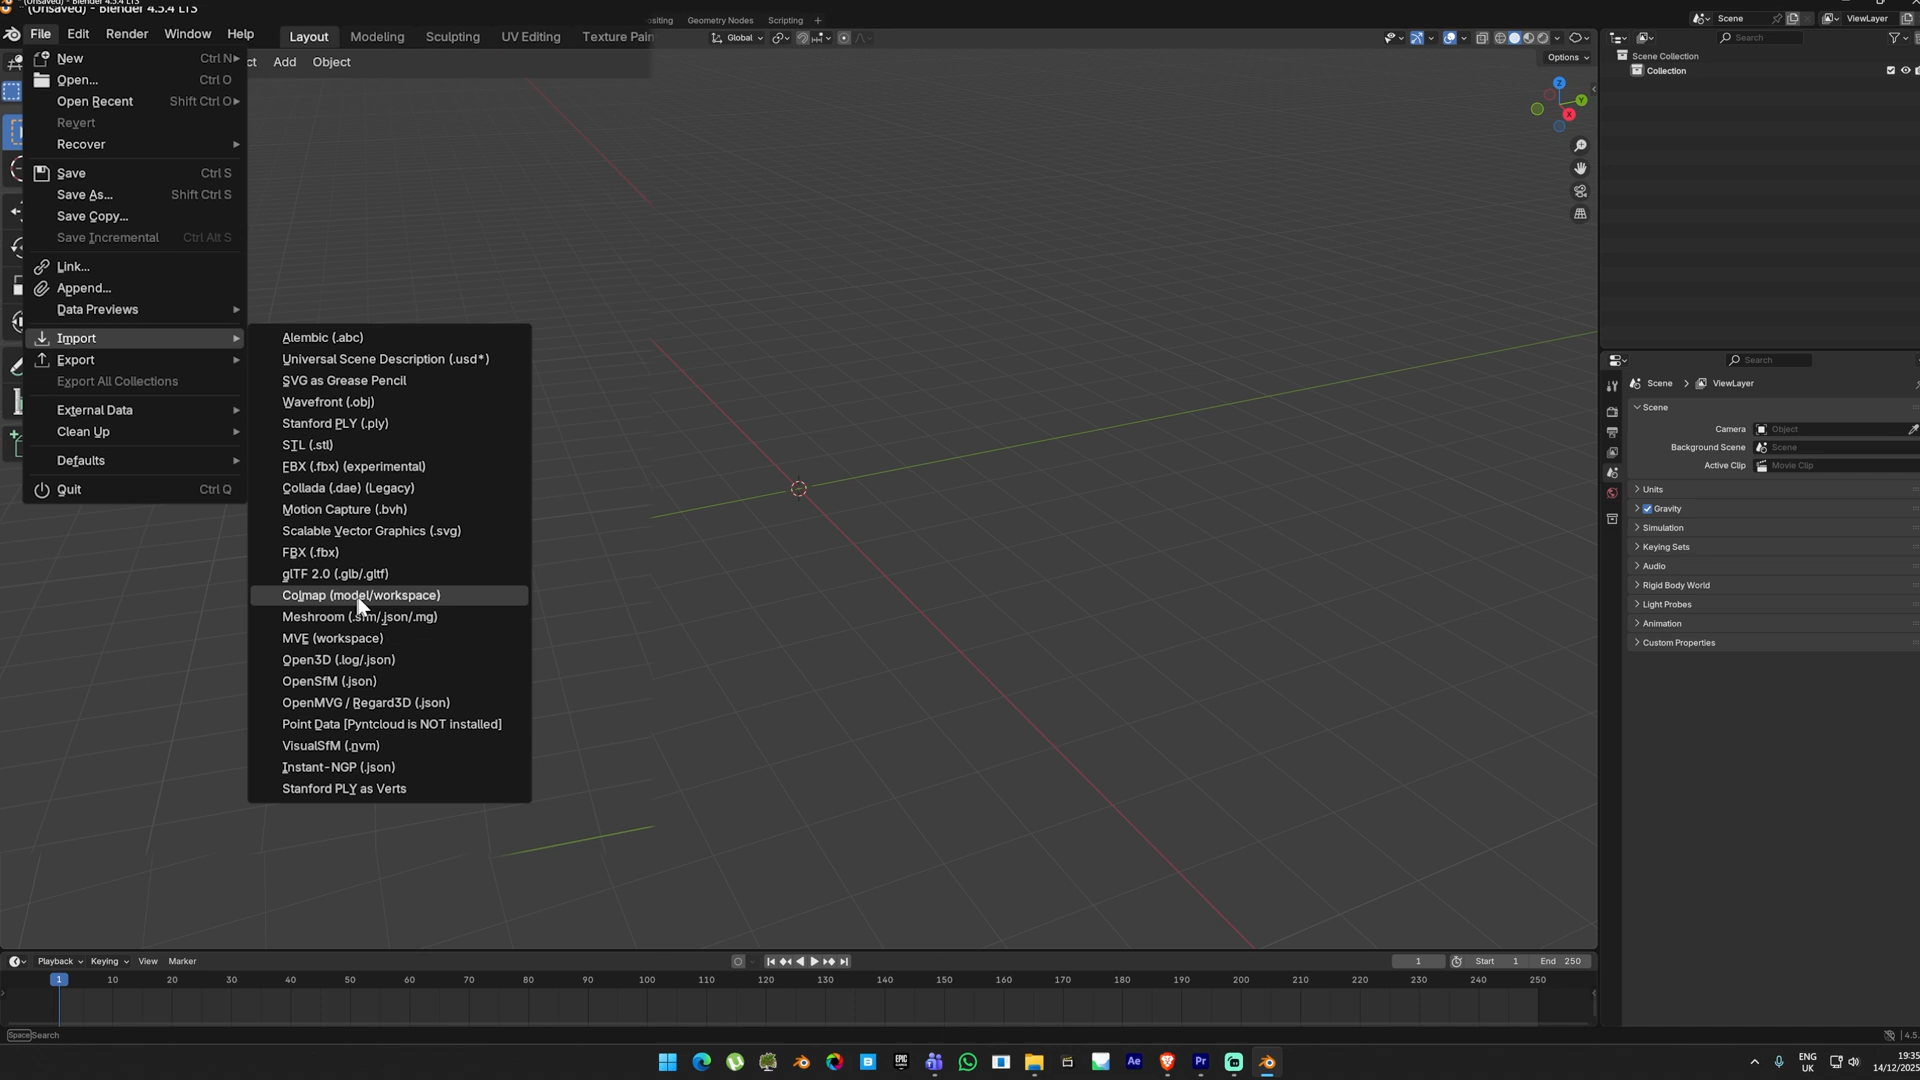 (Unsaved) - Blender 4.5.4 LTS
File Edit Render Window Help
Layout Modeling Sculpting UV Editing Texture Pain
ositing Geometry Nodes Scripting +
Scene
ViewLayer
ct Add Object
Global
Options
Search
Scene Collection
Collection
Z
Y
X
New Ctrl N
Open... Ctrl O
Open Recent Shift Ctrl O
Revert
Recover
Save Ctrl S
Save As... Shift Ctrl S
Save Copy...
Save Incremental Ctrl Alt S
Link...
Append...
Data Previews
Import
Export
Export All Collections
External Data
Clean Up
Defaults
Quit Ctrl Q
Alembic (.abc)
Universal Scene Description (.usd*)
SVG as Grease Pencil
Wavefront (.obj)
Stanford PLY (.ply)
STL (.stl)
FBX (.fbx) (experimental)
Collada (.dae) (Legacy)
Motion Capture (.bvh)
Scalable Vector Graphics (.svg)
FBX (.fbx)
glTF 2.0 (.glb/.gltf)
Colmap (model/workspace)
Meshroom (.sfm/.json/.mg)
MVE (workspace)
Open3D (.log/.json)
OpenSfM (.json)
OpenMVG / Regard3D (.json)
Point Data [Pyntcloud is NOT installed]
VisualSfM (.nvm)
Instant-NGP (.json)
Stanford PLY as Verts
Search
Scene > ViewLayer
Scene
Camera Object
Background Scene Scene
Active Clip Movie Clip
Units
Gravity
Simulation
Keying Sets
Audio
Rigid Body World
Light Probes
Animation
Custom Properties
Playback Keying View Marker
1 Start 1 End 250
1 10 20 30 40 50 60 70 80 90 100 110 120 130 140 150 160 170 180 190 200 210 220 230 240 250
Space Search
4.5.
EPIC
Ae
Pr
ENG
UK
19:35
14/12/2025